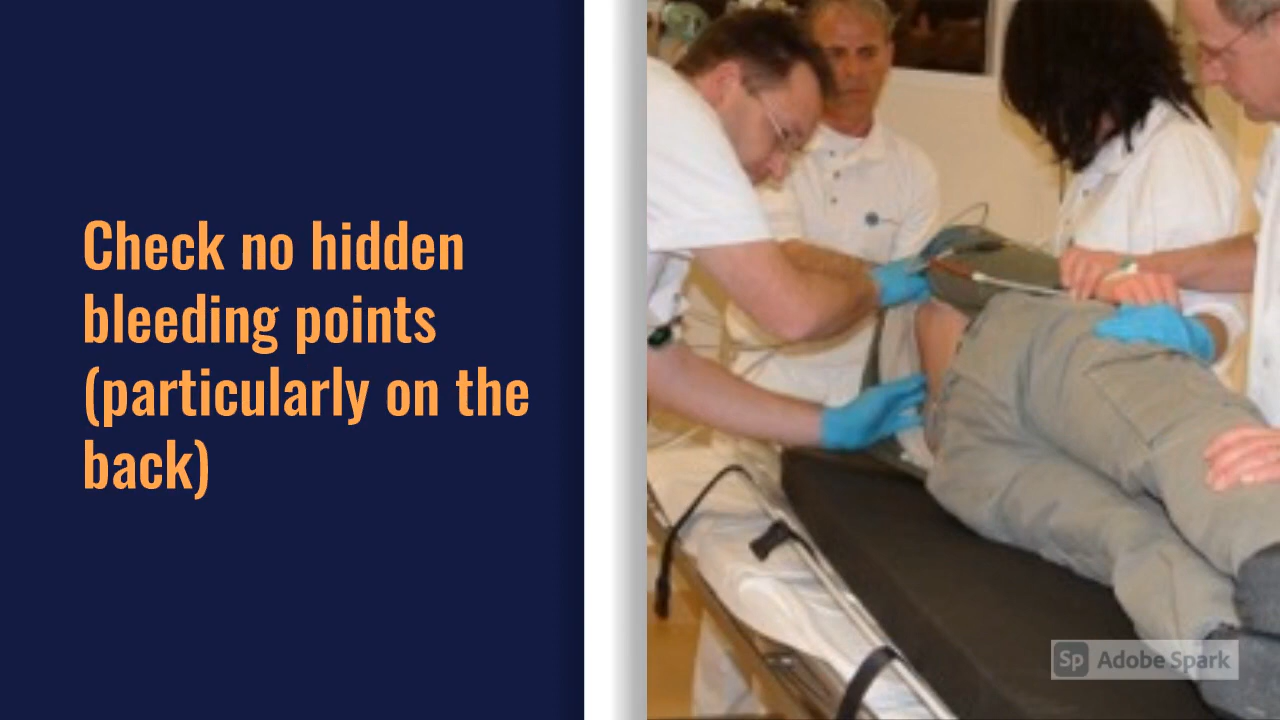 Check no hidden
bleeding points
(particularly on the
back)
Sp Adobe Spark